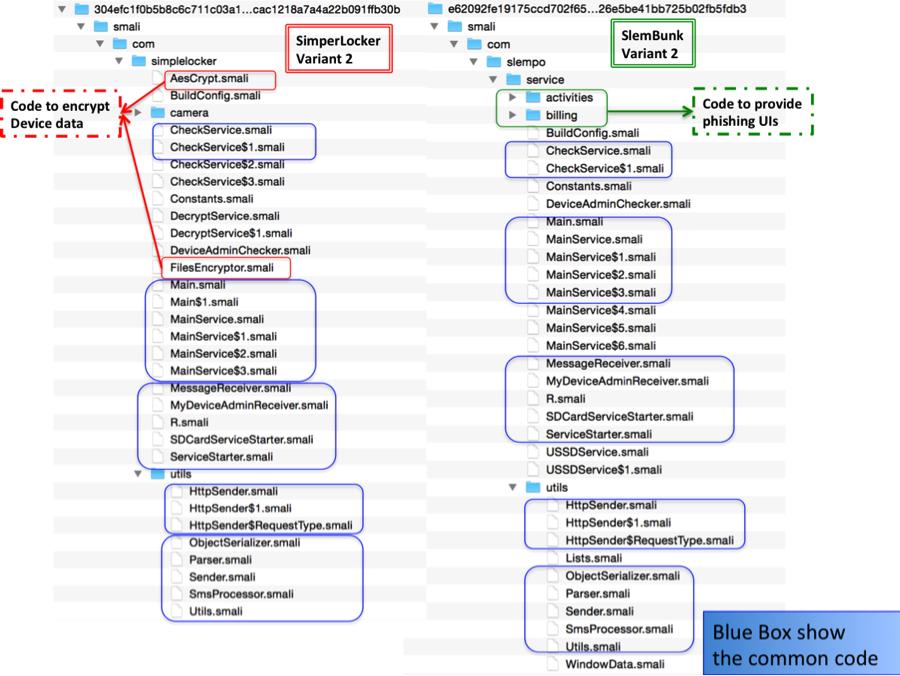 304efc1f0b5b8c6c711c03a1...cac1218a7a4a22b091ffb30b
smali
com
simplelocker
AesCrypt.smali
BuildConfig.smali
camera
CheckService.smali
CheckService$1.smali
CheckService$2.smali
CheckService$3.smali
Constants.smali
DecryptService.smali
DecryptService$1.smali
DeviceAdminChecker.smali
FilesEncryptor.smali
Main.smali
Main$1.smali
MainService.smali
MainService$1.smali
MainService$2.smali
MainService$3.smali
MessageReceiver.smali
MyDeviceAdminReceiver.smali
R.smali
SDCardServiceStarter.smali
ServiceStarter.smali
utils
HttpSender.smali
HttpSender$1.smali
HttpSender$RequestType.smali
ObjectSerializer.smali
Parser.smali
Sender.smali
SmsProcessor.smali
Utils.smali
SimperLocker
Variant 2
Code to encrypt
Device data
e62092fe19175ccd702f65...26e5be41bb725b02fb5fdb3
smali
com
slempo
service
activities
billing
BuildConfig.smali
CheckService.smali
CheckService$1.smali
Constants.smali
DeviceAdminChecker.smali
Main.smali
MainService.smali
MainService$1.smali
MainService$2.smali
MainService$3.smali
MainService$4.smali
MainService$5.smali
MainService$6.smali
MessageReceiver.smali
MyDeviceAdminReceiver.smali
R.smali
SDCardServiceStarter.smali
ServiceStarter.smali
USSDService.smali
USSDService$1.smali
utils
HttpSender.smali
HttpSender$1.smali
HttpSender$RequestType.smali
Lists.smali
ObjectSerializer.smali
Parser.smali
Sender.smali
SmsProcessor.smali
Utils.smali
WindowData.smali
SlemBunk
Variant 2
Code to provide
phishing UIs
Blue Box show
the common code